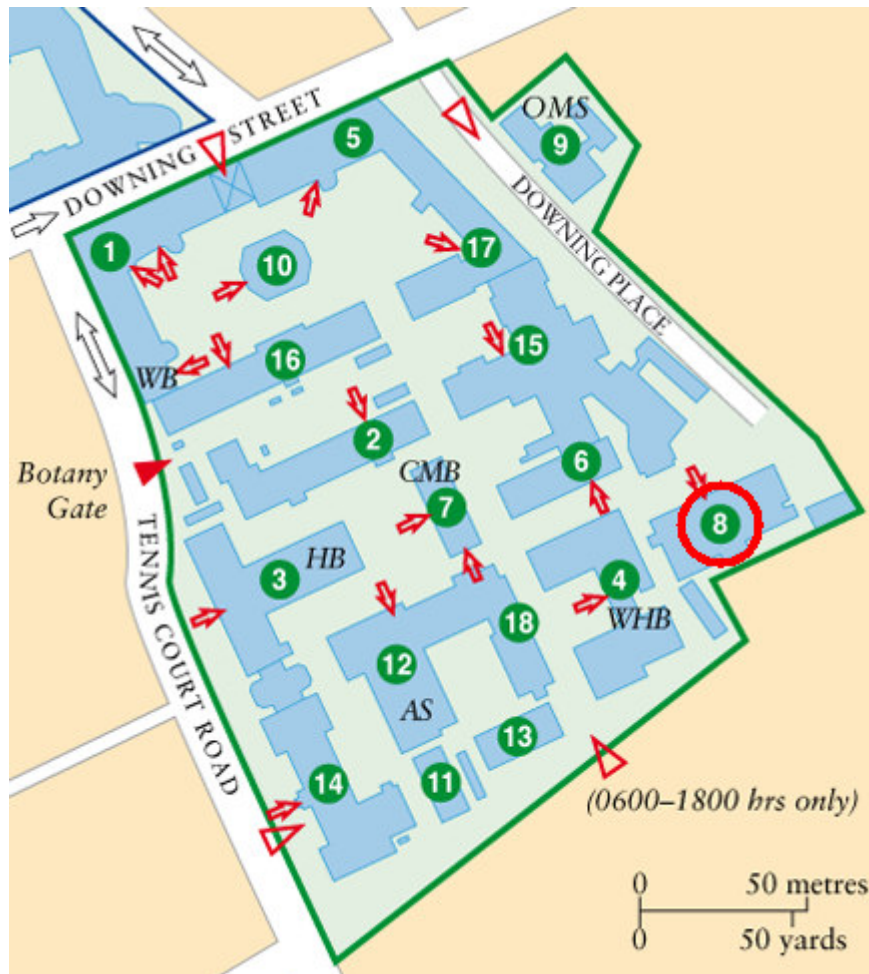 DOWNING STREET
OMS
9
5
DOWNING PLACE
1
17
10
15
16
WB
2
Botany
Gate
CMB
6
7
8
TENNIS COURT ROAD
3
HB
4
WHB
18
12
AS
13
11
14
(0600–1800 hrs only)
0 50 metres
0 50 yards